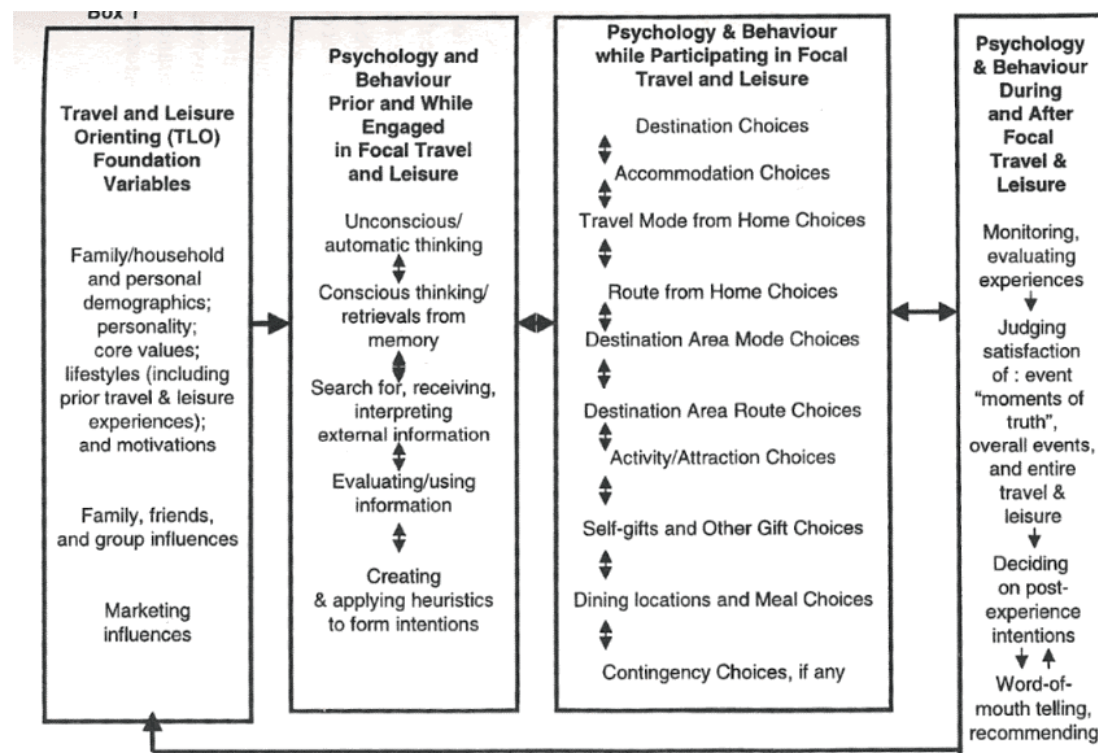 Box 1
Travel and Leisure
Orienting (TLO)
Foundation
Variables
Family/household
and personal
demographics;
personality;
core values;
lifestyles (including
prior travel & leisure
experiences);
and motivations
Family, friends,
and group influences
Marketing
influences
Psychology and
Behaviour
Prior and While
Engaged
in Focal Travel
and Leisure
Unconscious/
automatic thinking
Conscious thinking/
retrievals from
memory
Search for, receiving,
interpreting
external information
Evaluating/using
information
Creating
& applying heuristics
to form intentions
Psychology & Behaviour
while Participating in Focal
Travel and Leisure
Destination Choices
Accommodation Choices
Travel Mode from Home Choices
Route from Home Choices
Destination Area Mode Choices
Destination Area Route Choices
Activity/Attraction Choices
Self-gifts and Other Gift Choices
Dining locations and Meal Choices
Contingency Choices, if any
Psychology
& Behaviour
During
and After
Focal
Travel &
Leisure
Monitoring,
evaluating
experiences
Judging
satisfaction
of : event
“moments of
truth”,
overall events,
and entire
travel &
leisure
Deciding
on post-
experience
intentions
Word-of-
mouth telling,
recommending